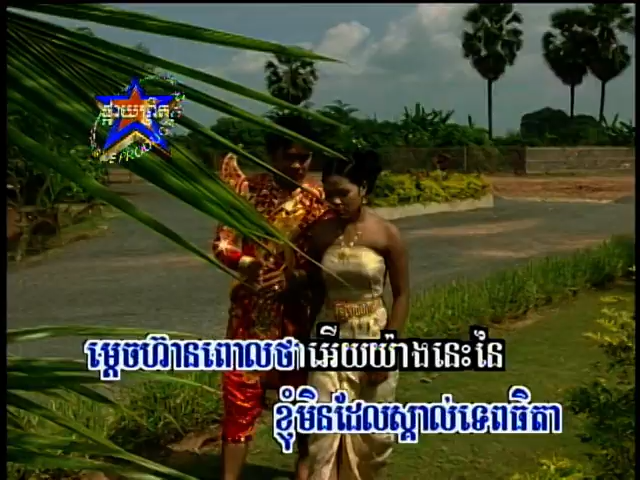 ម្ដេចហ៊ានពោលថាអើយយ៉ាងនេះនៃ
ខ្ញុំមិនដែលស្គាល់ទេពធិតា